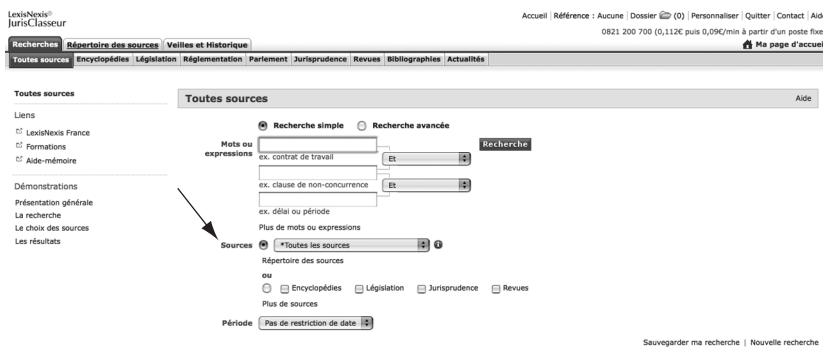 LexisNexis®
JurisClasseur
Accueil | Référence : Aucune | Dossier (0) | Personnaliser | Quitter | Contact | Aide
0821 200 700 (0,112€ puis 0,09€/min à partir d'un poste fixe
Ma page d'accuei
Recherches Répertoire des sources Veilles et Historique
Toutes sources Encyclopédies Législation Réglementation Parlement Jurisprudence Revues Bibliographies Actualités
Toutes sources
Liens
LexisNexis France
Formations
Aide-mémoire
Démonstrations
Présentation générale
La recherche
Le choix des sources
Les résultats
Toutes sources Aide
Recherche simple Recherche avancée
Mots ou expressions Recherche
ex. contrat de travail Et
ex. clause de non-concurrence Et
ex. délai ou période
Plus de mots ou expressions
Sources *Toutes les sources
Répertoire des sources
ou
Encyclopédies Législation Jurisprudence Revues
Plus de sources
Période Pas de restriction de date
Sauvegarder ma recherche | Nouvelle recherche